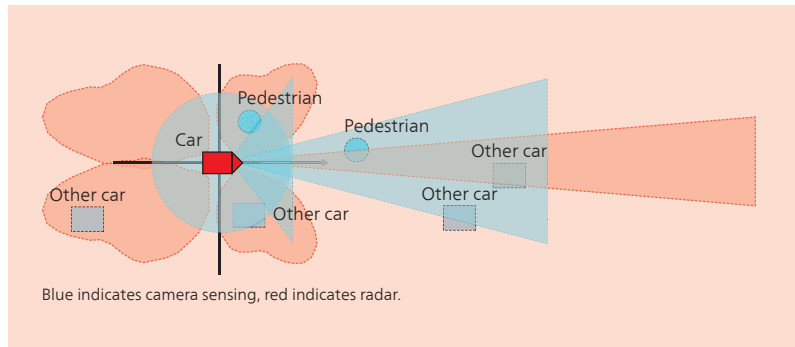 Pedestrian
Pedestrian
Car
Other car
Other car
Other car
Other car
Blue indicates camera sensing, red indicates radar.